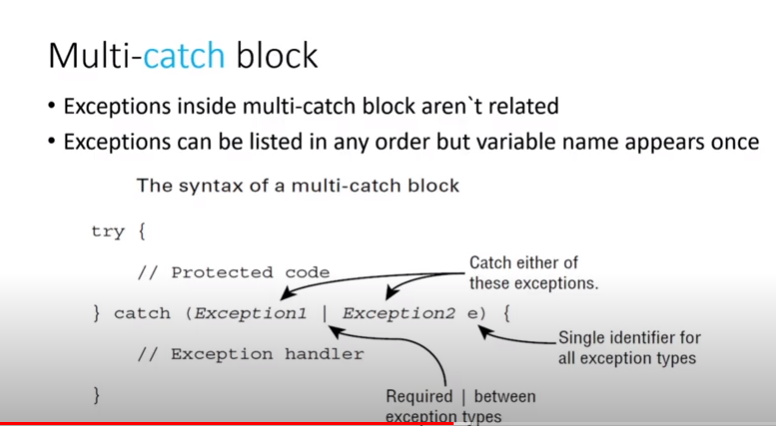 Multi-catch block
• Exceptions inside multi-catch block aren`t related
• Exceptions can be listed in any order but variable name appears once
The syntax of a multi-catch block
try {
// Protected code
Catch either of
these exceptions.
} catch (Exception1 | Exception2 e) {
Single identifier for
all exception types
// Exception handler
}
Required | between
exception types